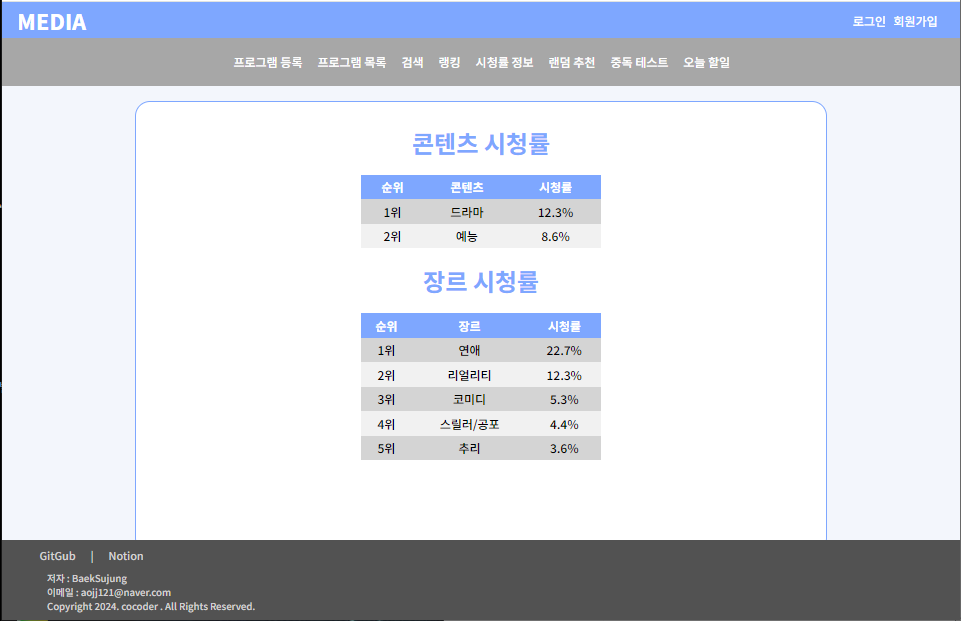 MEDIA
로그인 회원가입
프로그램 등록 프로그램 목록 검색 랭킹 시청률 정보 랜덤 추천 중독 테스트 오늘 할일
콘텐츠 시청률
순위 콘텐츠 시청률
1위 드라마 12.3%
2위 예능 8.6%
장르 시청률
순위 장르 시청률
1위 연애 22.7%
2위 리얼리티 12.3%
3위 코미디 5.3%
4위 스릴러/공포 4.4%
5위 추리 3.6%
GitGub | Notion
저자 : BaekSujung
이메일 : aojj121@naver.com
Copyright 2024. cocoder . All Rights Reserved.